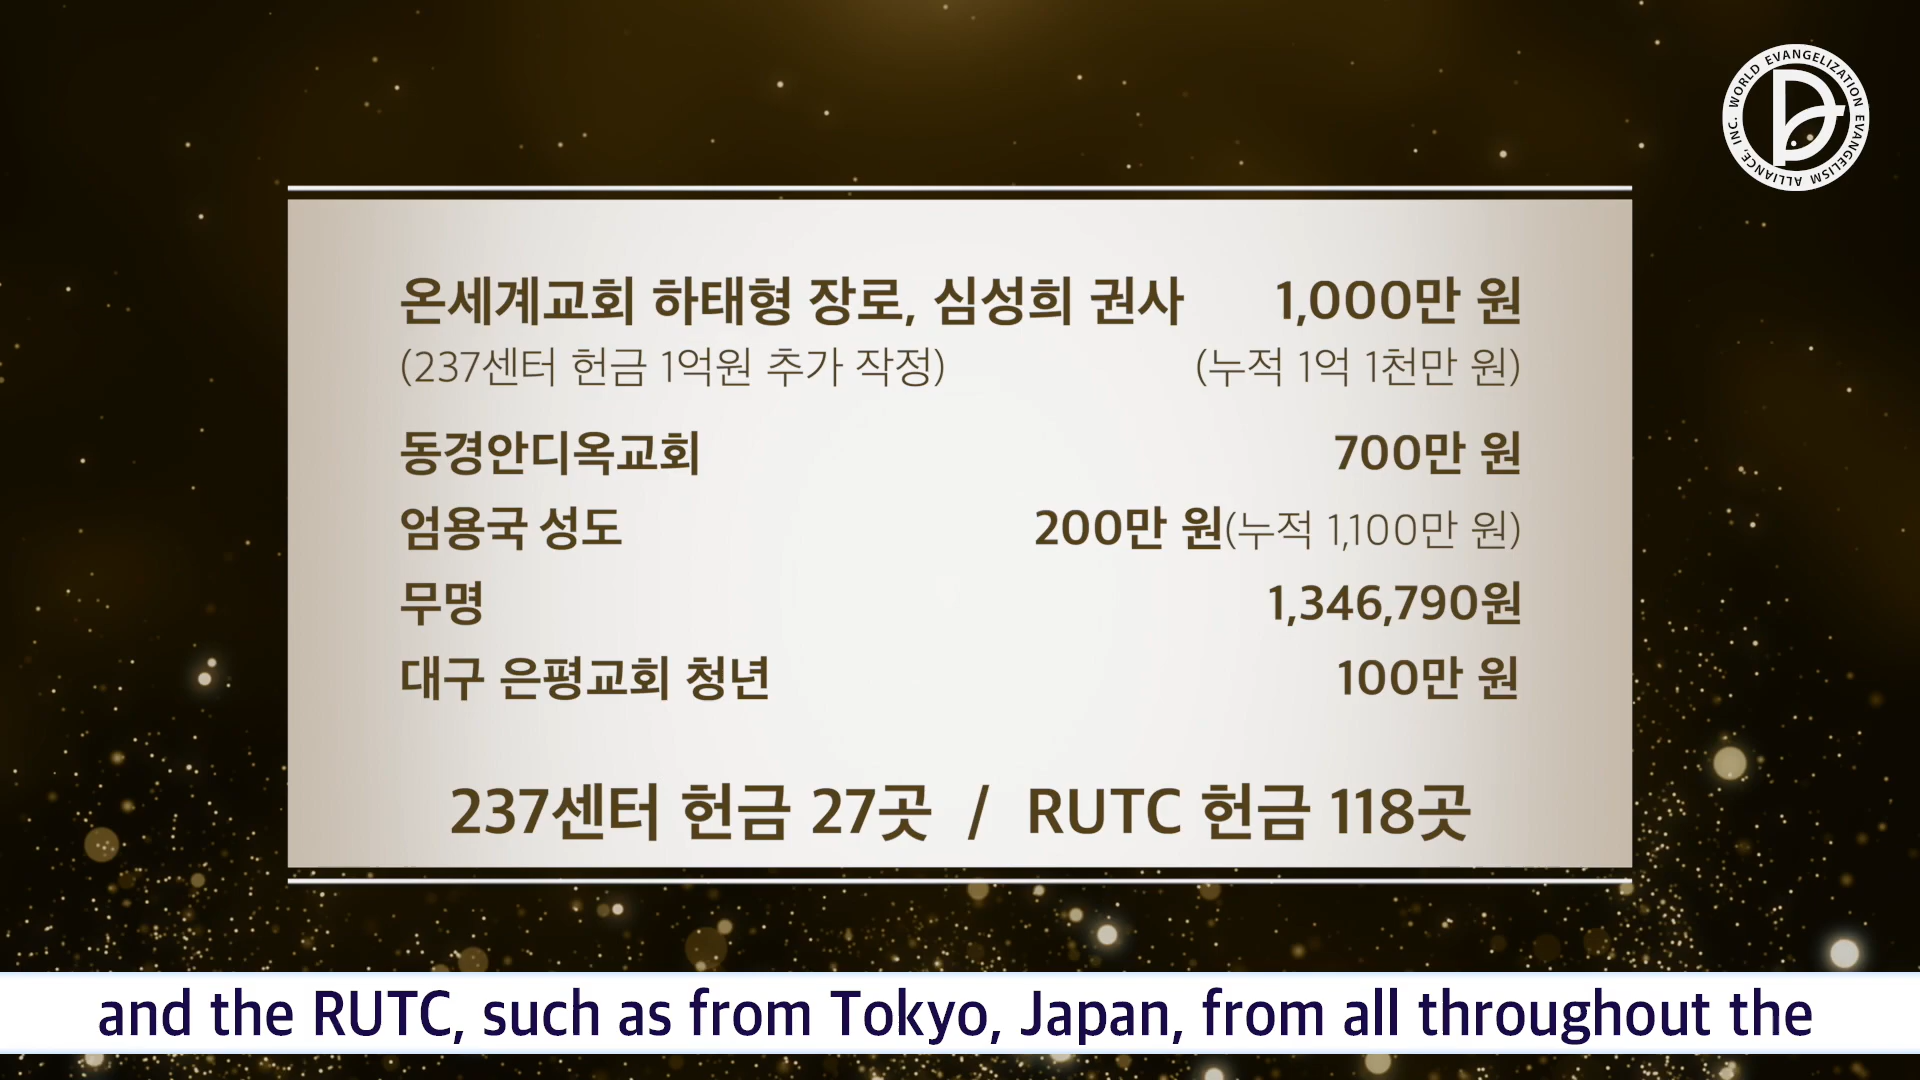 WORLD EVANGELIZATION EVANGELISM ALLIANCE, INC.
온세계교회 하태형 장로, 심성희 권사 1,000만 원
(237센터 헌금 1억원 추가 작정) (누적 1억 1천만 원)
동경안디옥교회 700만 원
엄용국 성도 200만 원(누적 1,100만 원)
무명 1,346,790원
대구 은평교회 청년 100만 원
237센터 헌금 27곳 / RUTC 헌금 118곳
and the RUTC, such as from Tokyo, Japan, from all throughout the